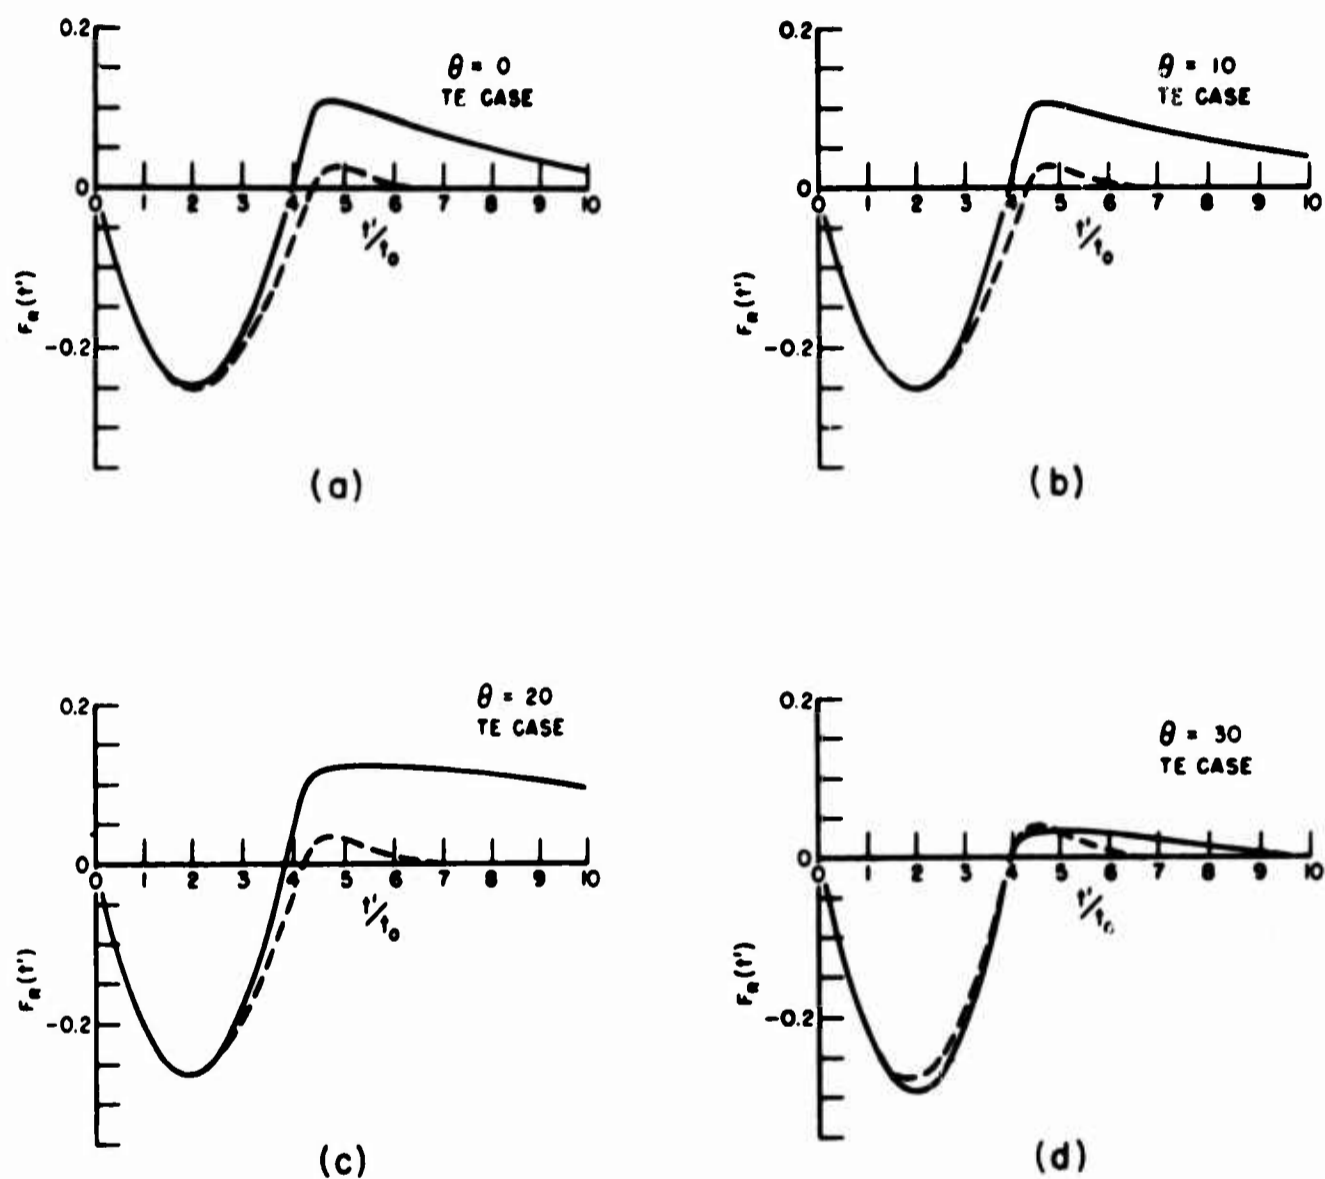 0.2
θ = 0
TE CASE
0
0 1 2 3 4 5 6 7 8 9 10
t'/t₀
F_R(t')
-0.2
(a)
0.2
θ = 10
TE CASE
0
0 1 2 3 4 5 6 7 8 9 10
t'/t₀
F_R(t')
-0.2
(b)
0.2
θ = 20
TE CASE
0
0 1 2 3 4 5 6 7 8 9 10
t'/t₀
F_R(t')
-0.2
(c)
0.2
θ = 30
TE CASE
0
0 1 2 3 4 5 6 7 8 9 10
t'/t₀
F_R(t')
-0.2
(d)